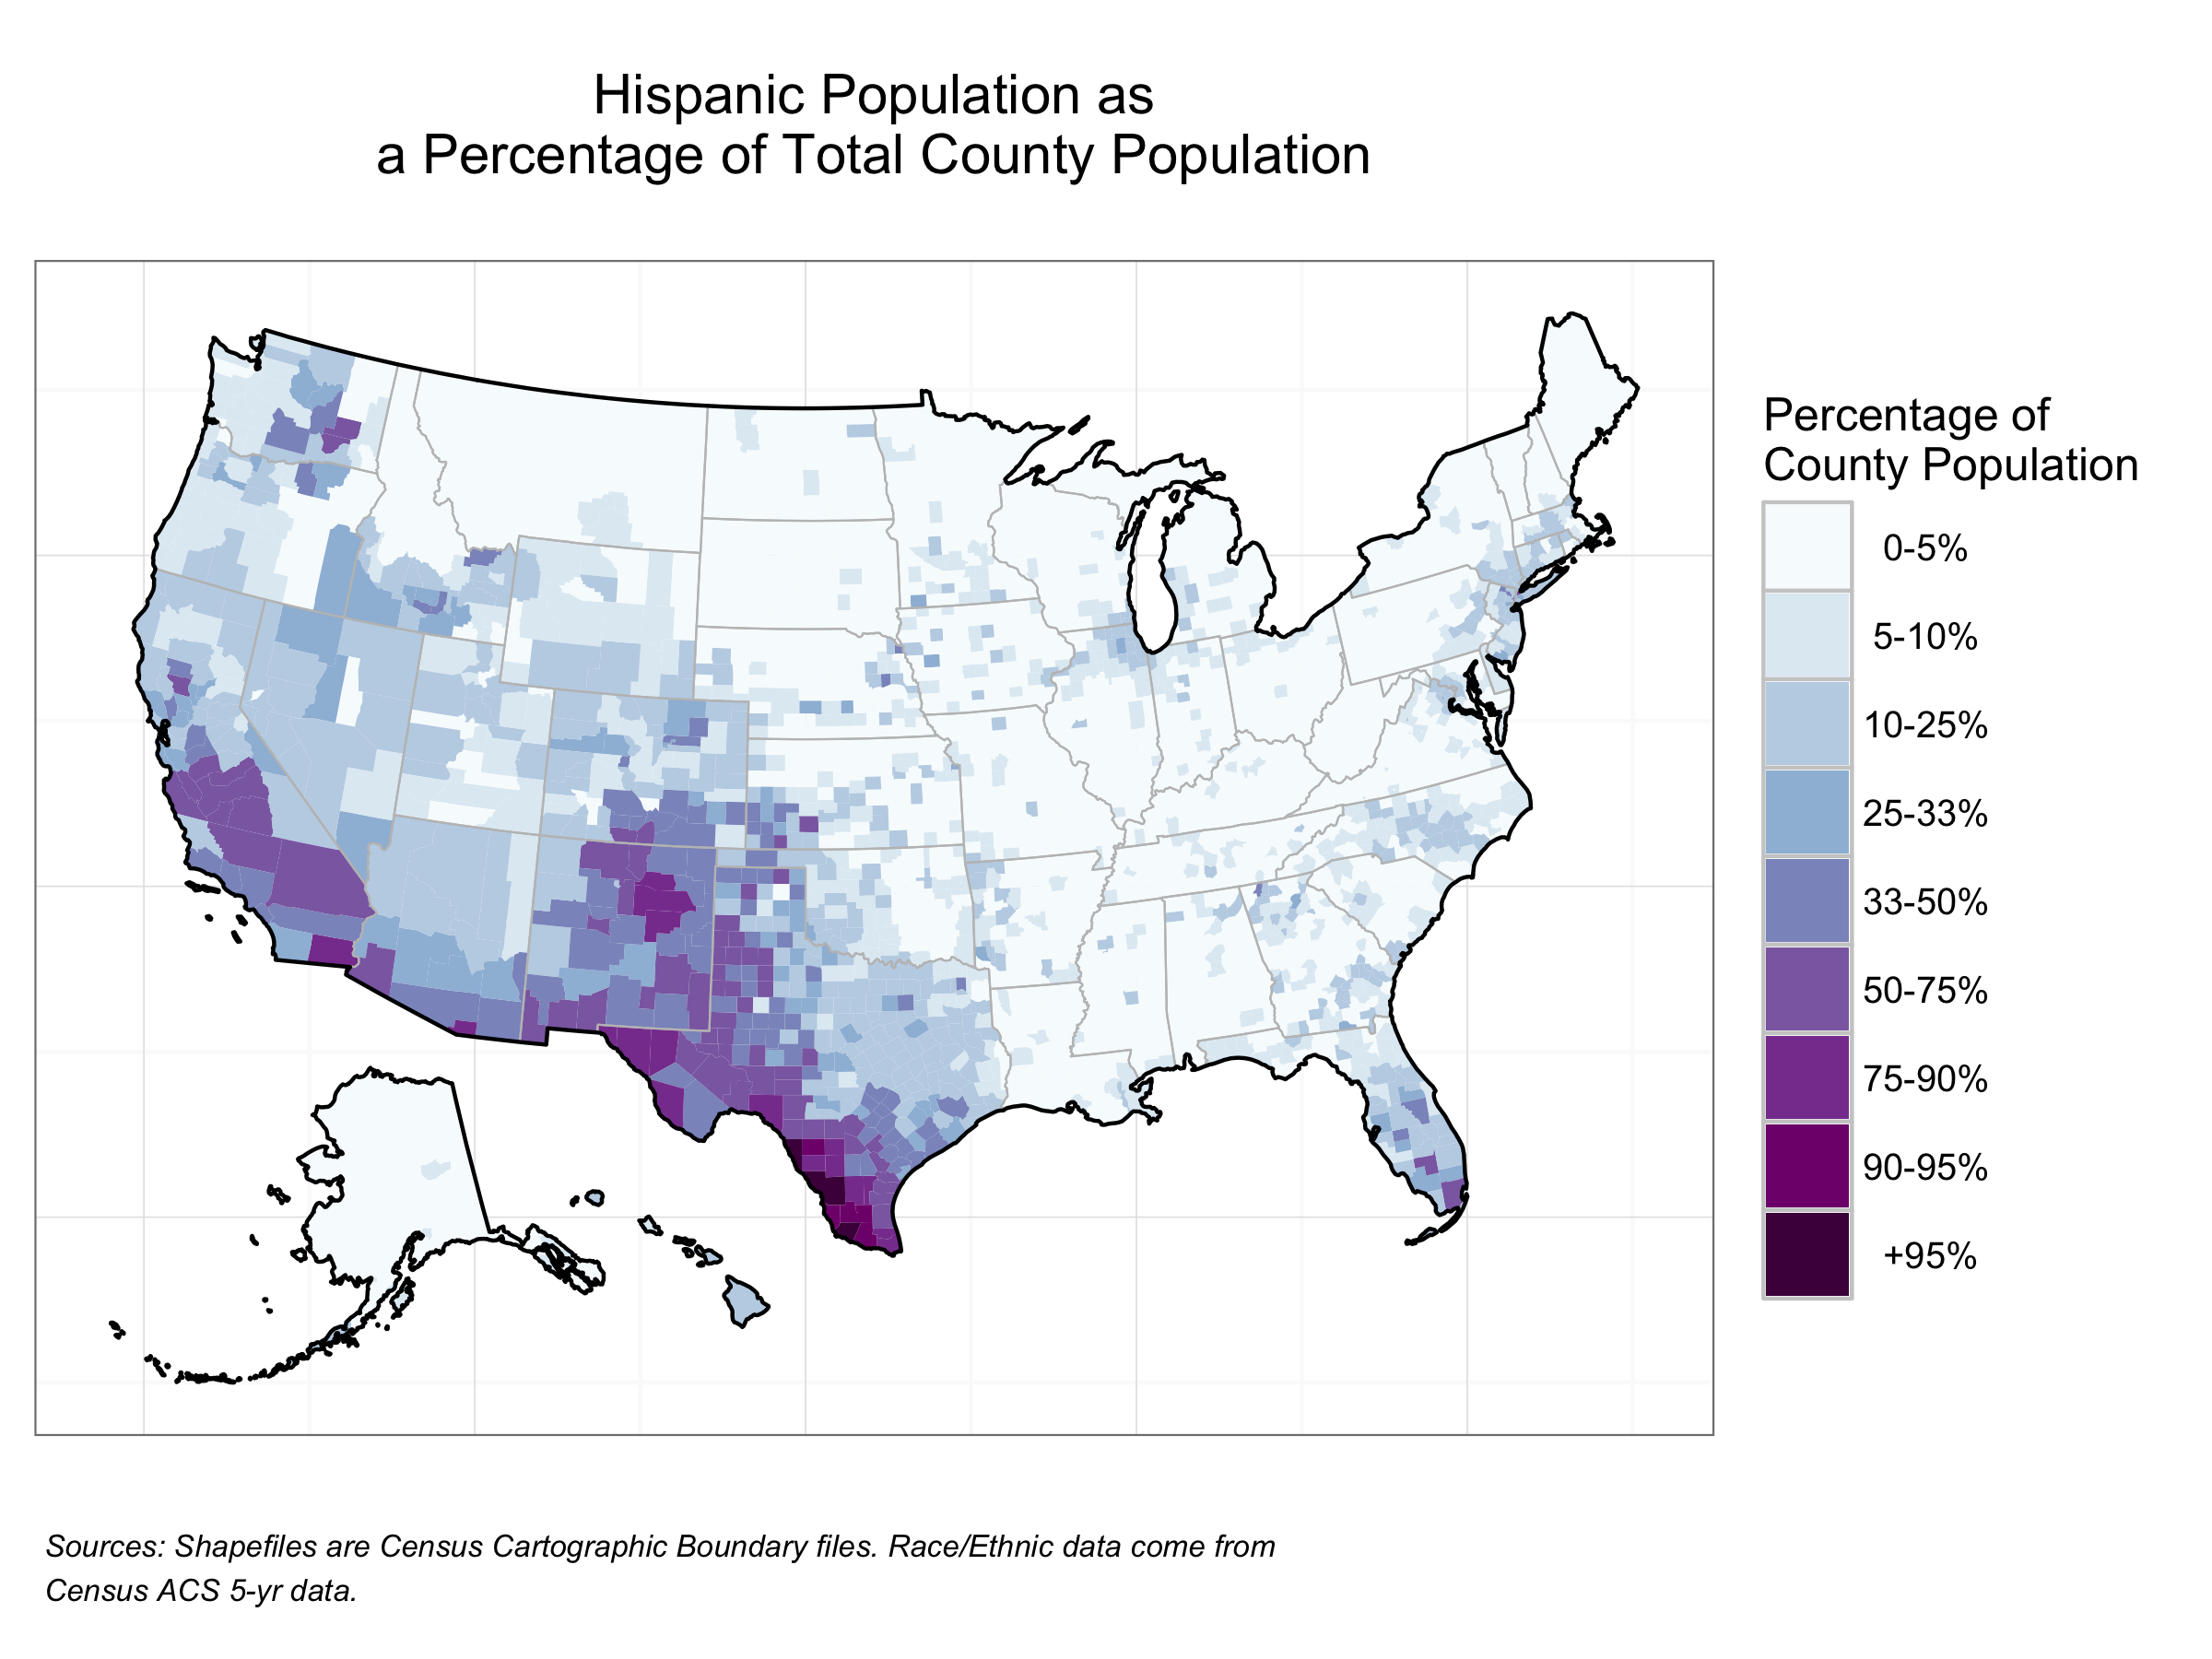 Hispanic Population as
a Percentage of Total County Population
Percentage of
County Population
0-5%
5-10%
10-25%
25-33%
33-50%
50-75%
75-90%
90-95%
+95%
Sources: Shapefiles are Census Cartographic Boundary files. Race/Ethnic data come from
Census ACS 5-yr data.